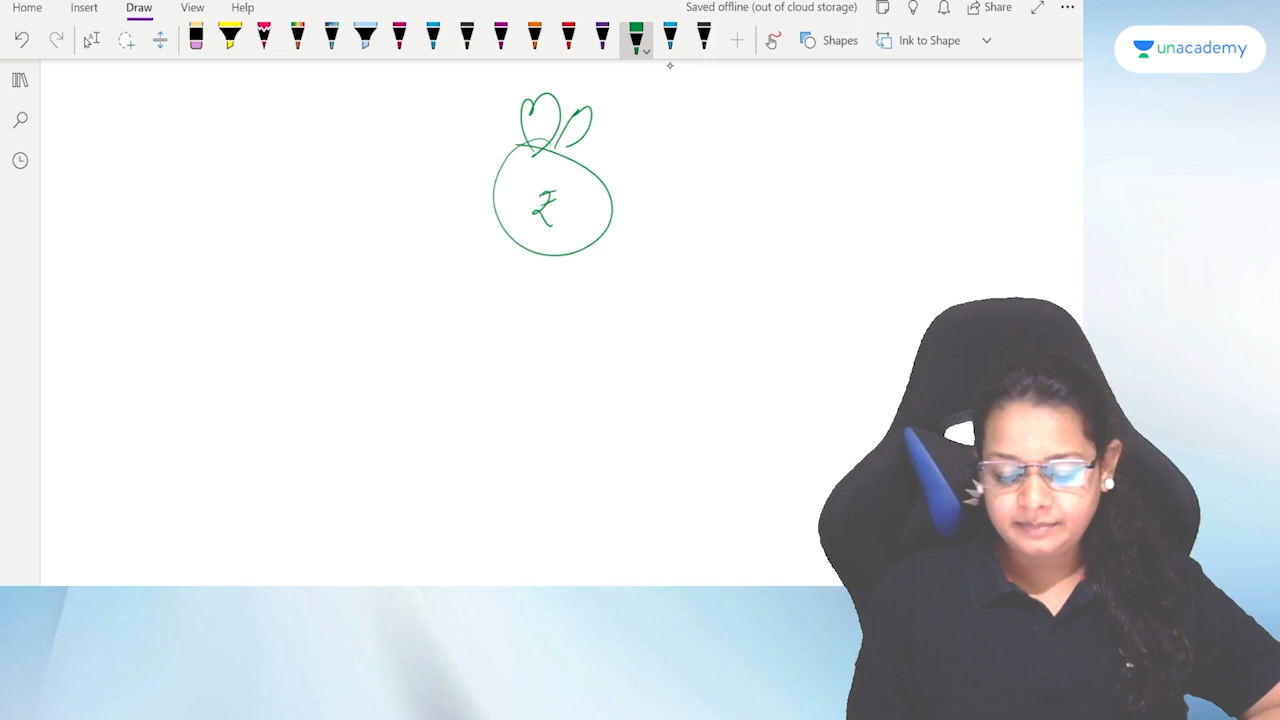 Home Draw View Help Saved offline (out of cloud storage) Share
Insert
Shapes Ink to Shape
unacademy
₹